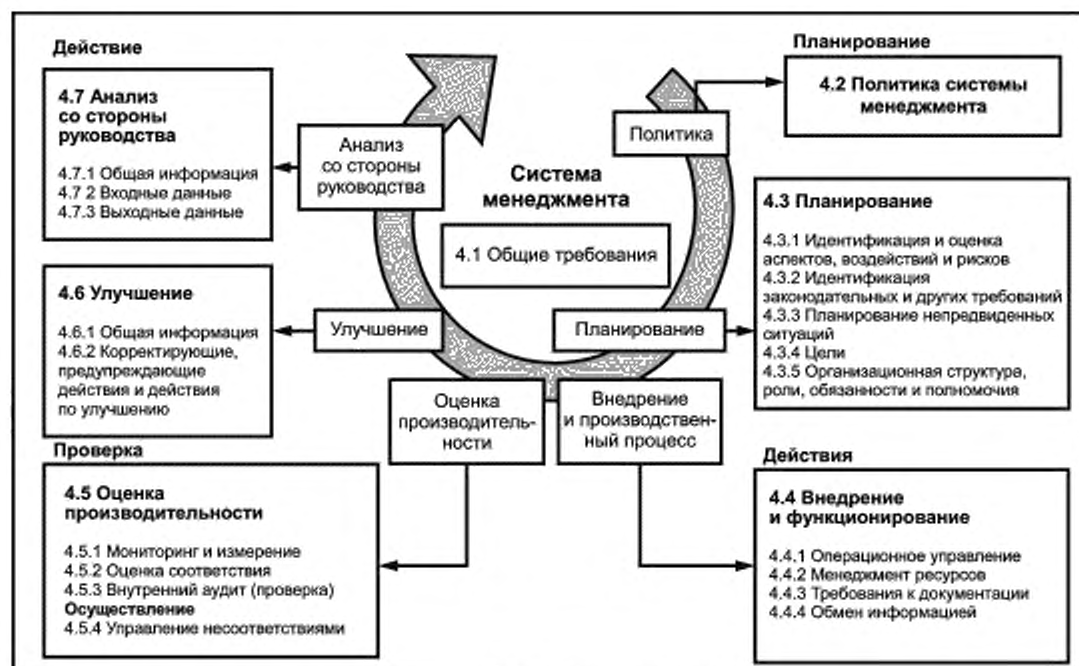 Действие
4.7 Анализ
со стороны
руководства
4.7.1 Общая информация
4.7 2 Входные данные
4.7.3 Выходные данные
4.6 Улучшение
4.6.1 Общая информация
4.6.2 Корректирующие,
предупреждающие
действия и действия
по улучшению
Проверка
4.5 Оценка
производительности
4.5.1 Мониторинг и измерение
4.5.2 Оценка соответствия
4.5.3 Внутренний аудит (проверка)
Осуществление
4.5.4 Управление несоответствиями
Анализ
со стороны
руководства
Улучшение
Оценка
производитель-
ности
Система
менеджмента
4.1 Общие требования
Политика
Планирование
Внедрение
и производствен-
ный процесс
Планирование
4.2 Политика системы
менеджмента
4.3 Планирование
4.3.1 Идентификация и оценка
аспектов, воздействий и рисков
4.3.2 Идентификация
законодательных и других требований
4.3.3 Планирование непредвиденных
ситуаций
4.3.4 Цели
4.3.5 Организационная структура,
роли, обязанности и полномочия
Действия
4.4 Внедрение
и функционирование
4.4.1 Операционное управление
4.4.2 Менеджмент ресурсов
4.4.3 Требования к документации
4.4.4 Обмен информацией